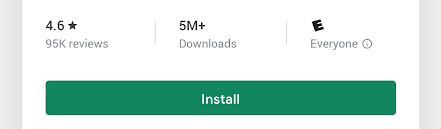 4.6 ★ 5M+ E
95K reviews Downloads Everyone
Install